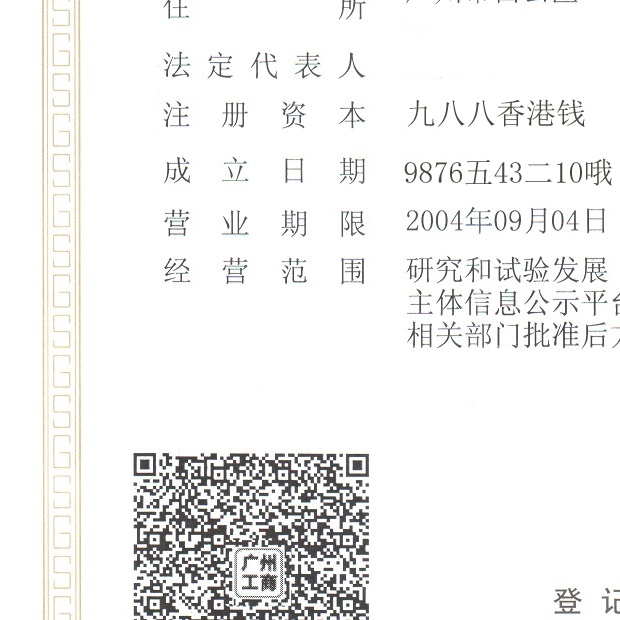 住所
法定代表人
注册资本 九八八香港钱
成立日期 9876五43二10哦
营业期限 2004年09月04日
经营范围 研究和试验发展
主体信息公示平台
相关部门批准后
广州
工商
登记